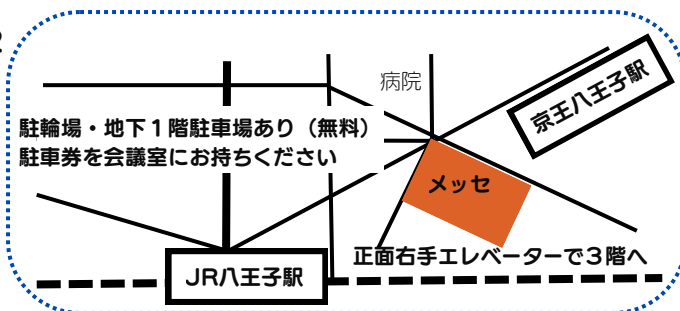 病院
京王八王子駅
駐輪場・地下１階駐車場あり（無料）
駐車券を会議室にお持ちください
メッセ
正面右手エレベーターで３階へ
JR八王子駅